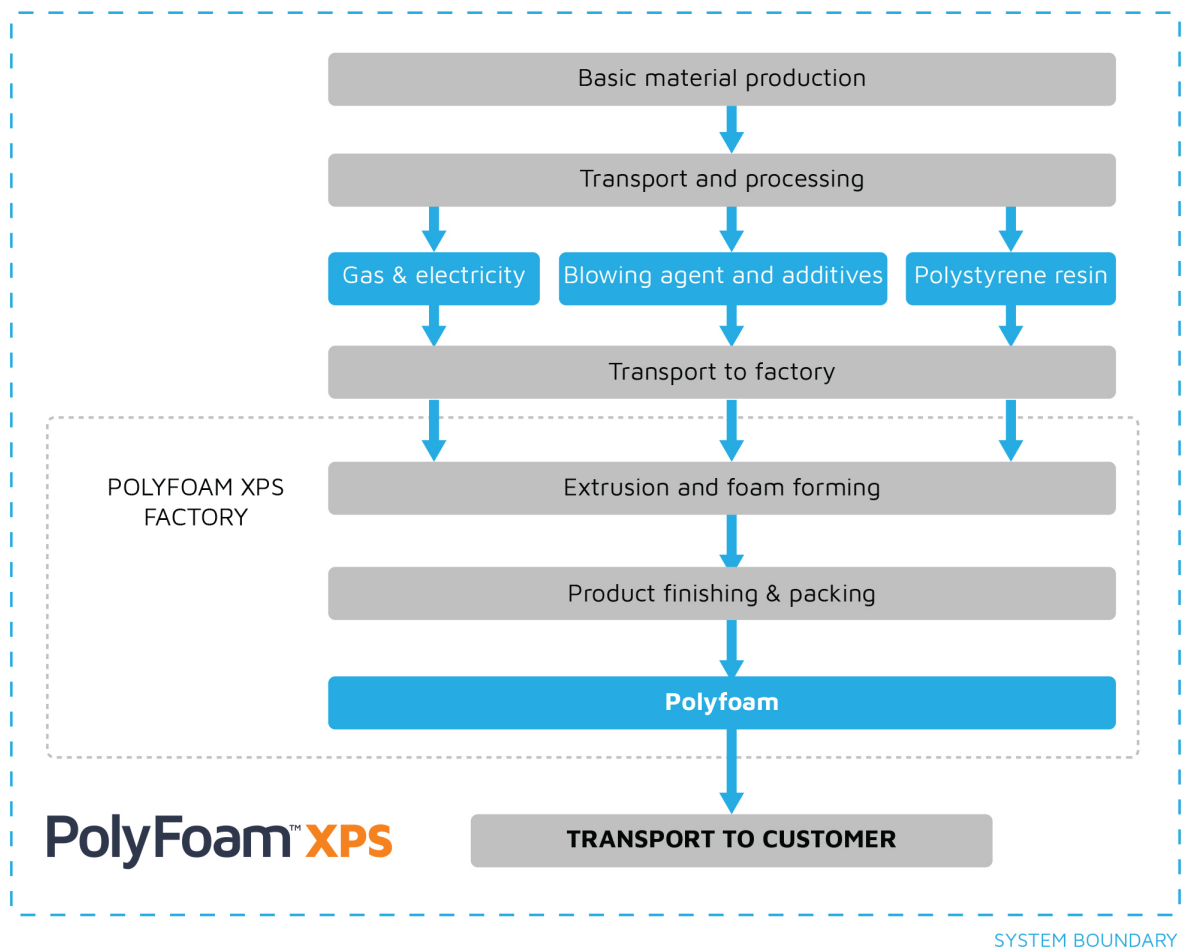 Basic material production
Transport and processing
Gas & electricity
Blowing agent and additives
Polystyrene resin
Transport to factory
POLYFOAM XPS
FACTORY
Extrusion and foam forming
Product finishing & packing
Polyfoam
PolyFoam™ XPS
TRANSPORT TO CUSTOMER
SYSTEM BOUNDARY